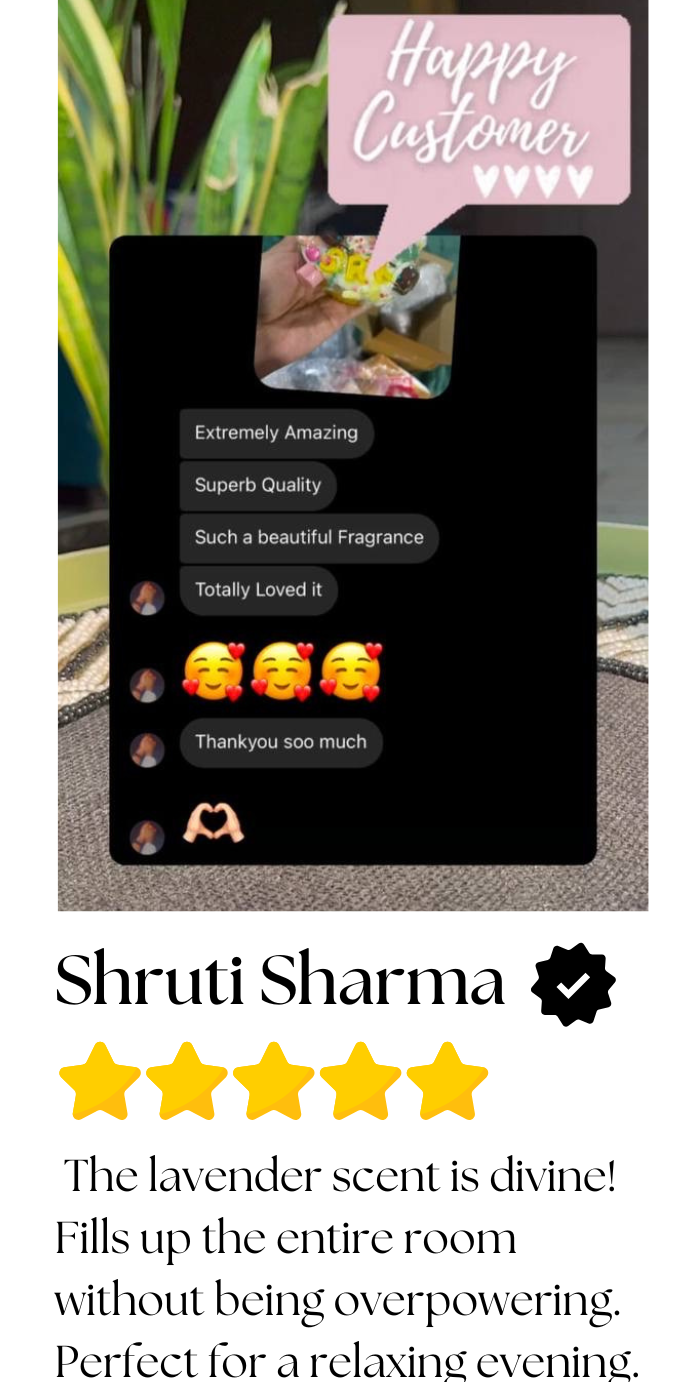 Happy
Customer
Extremely Amazing
Superb Quality
Such a beautiful Fragrance
Totally Loved it
Thankyou soo much
Shruti Sharma
The lavender scent is divine!
Fills up the entire room
without being overpowering.
Perfect for a relaxing evening.